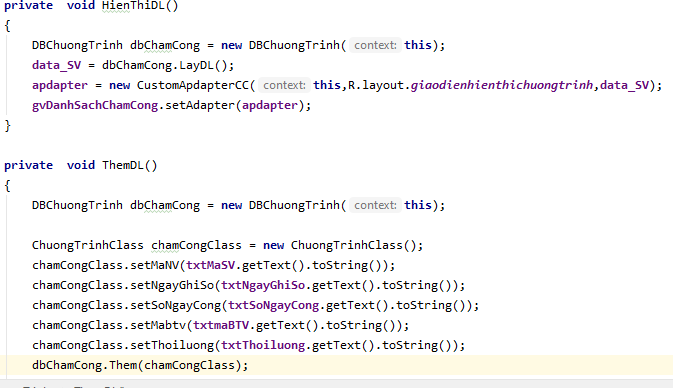 private  void HienThiDL()
{
DBChuongTrinh dbChamCong = new DBChuongTrinh( context: this);
data_SV = dbChamCong.LayDL();
apdapter = new CustomApdapterCC( context: this,R.layout.giaodienhienthichuongtrinh,data_SV);
gvDanhSachChamCong.setAdapter(apdapter);
}
private  void ThemDL()
{
DBChuongTrinh dbChamCong = new DBChuongTrinh( context: this);
ChuongTrinhClass chamCongClass = new ChuongTrinhClass();
chamCongClass.setMaNV(txtMaSV.getText().toString());
chamCongClass.setNgayGhiSo(txtNgayGhiSo.getText().toString());
chamCongClass.setSoNgayCong(txtSoNgayCong.getText().toString());
chamCongClass.setMabtv(txtmaBTV.getText().toString());
chamCongClass.setThoiluong(txtThoiluong.getText().toString());
dbChamCong.Them(chamCongClass);